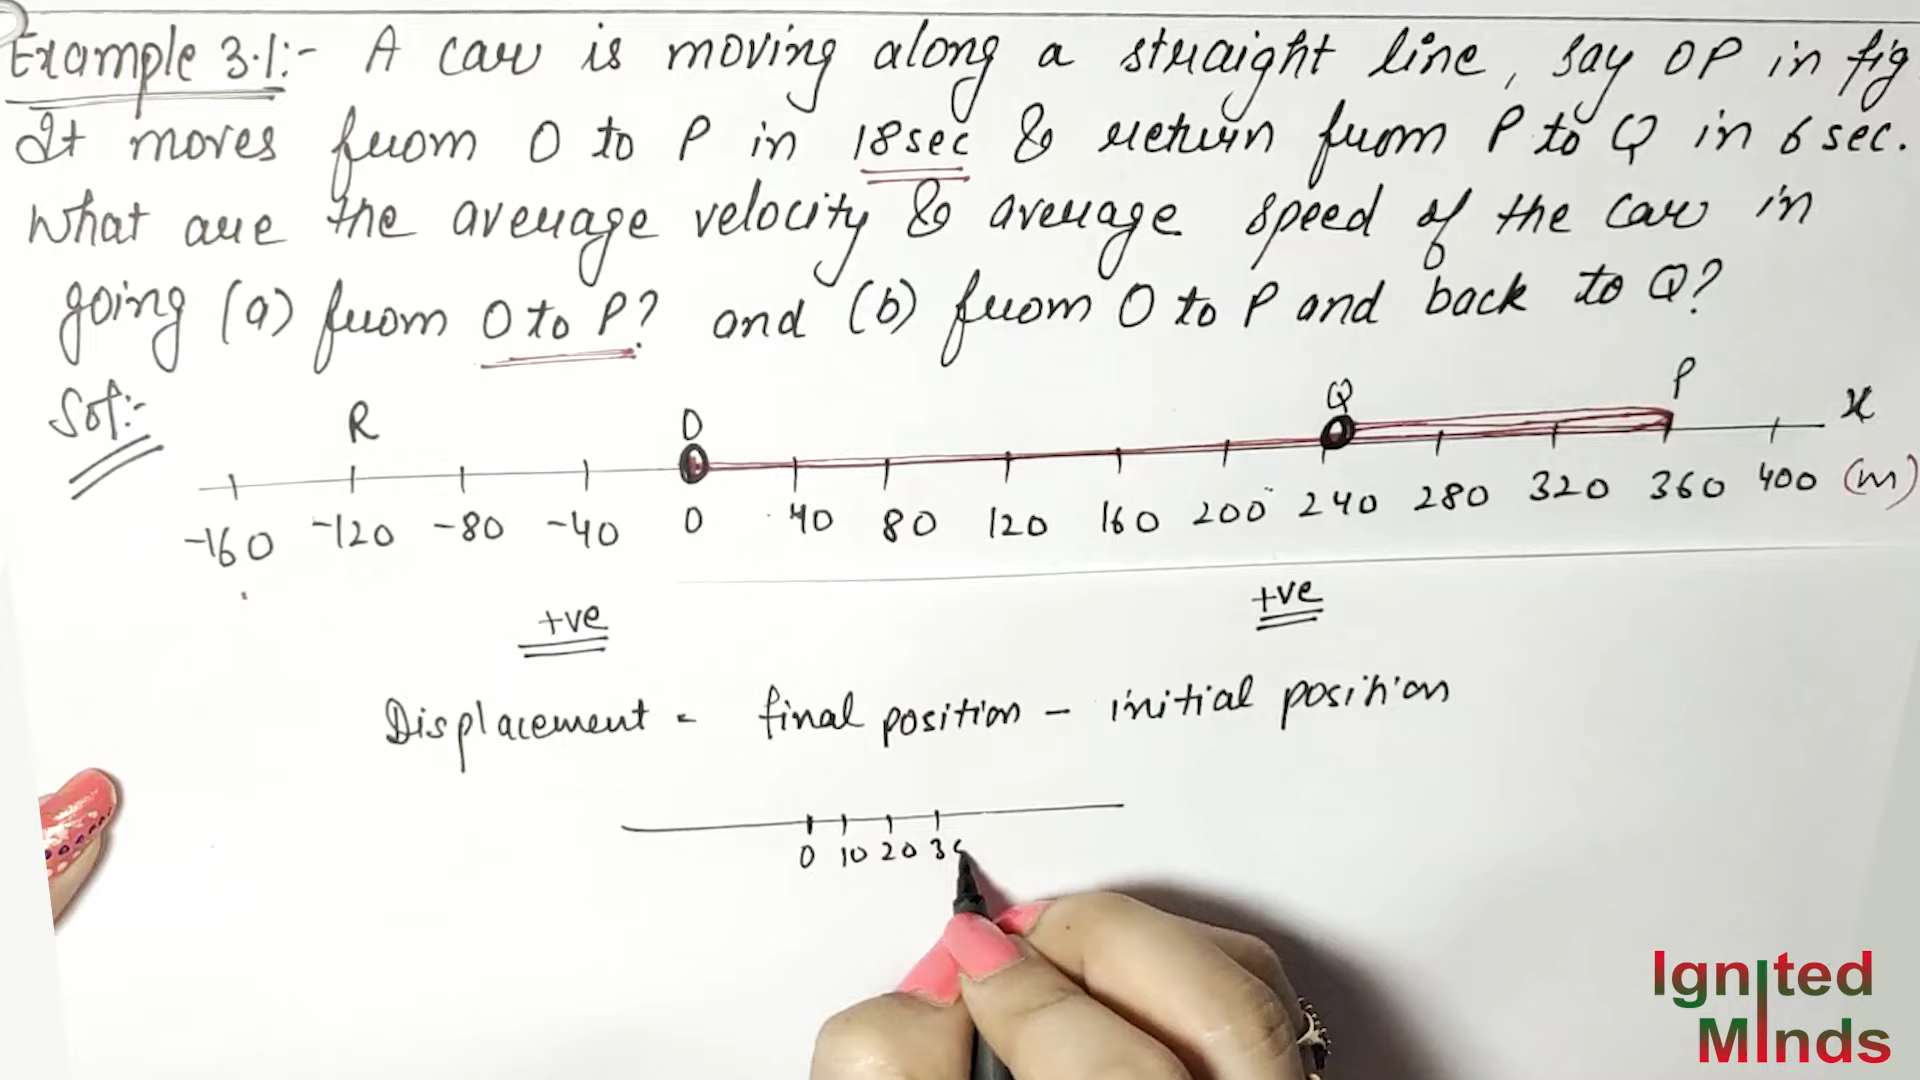 Example 3.1:- A car is moving along a straight line, say OP in fig
It moves from O to P in 18sec & return from P to Q in 6 sec.
What are the average velocity & average speed of the car in
going (a) from O to P? and (b) from O to P and back to Q?
Sol:-
R O Q P x
-160 -120 -80 -40 0 40 80 120 160 200 240 280 320 360 400 (m)
+ve +ve
Displacement = final position - initial position
0 10 20 30
Ignited
Minds